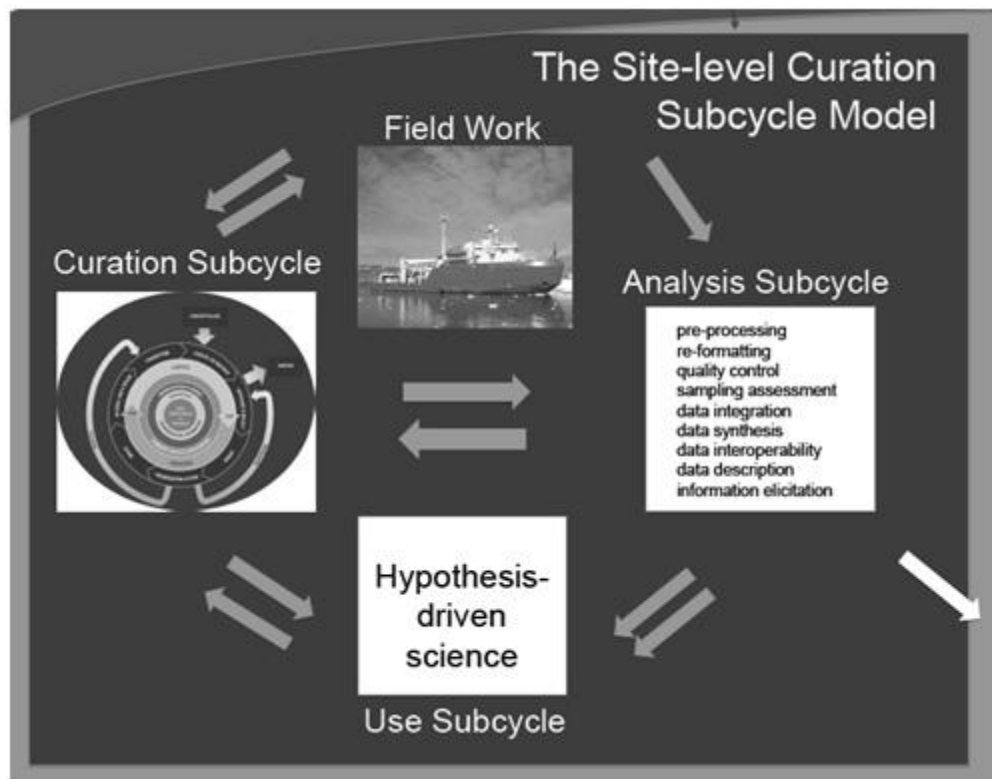 The Site-level Curation
Subcycle Model
Field Work
Curation Subcycle
Analysis Subcycle
pre-processing
re-formatting
quality control
sampling assessment
data integration
data synthesis
data interoperability
data description
information elicitation
Hypothesis-
driven
science
Use Subcycle